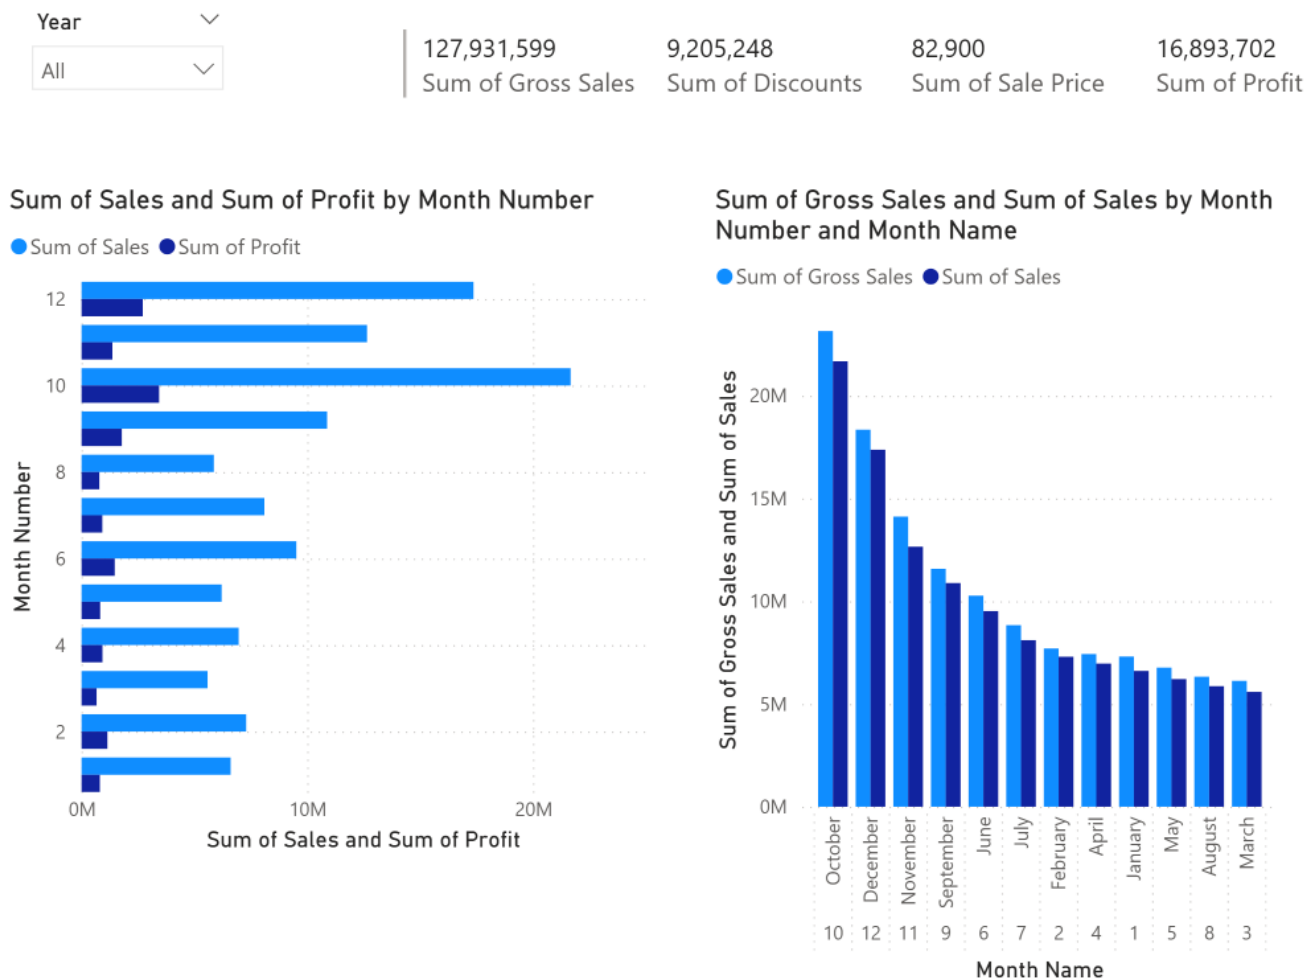 Year
All
127,931,599
Sum of Gross Sales
9,205,248
Sum of Discounts
82,900
Sum of Sale Price
16,893,702
Sum of Profit
Sum of Sales and Sum of Profit by Month Number
Sum of Sales Sum of Profit
12
10
8
6
4
2
Month Number
0M 10M 20M
Sum of Sales and Sum of Profit
Sum of Gross Sales and Sum of Sales by Month
Number and Month Name
Sum of Gross Sales Sum of Sales
20M
15M
10M
5M
0M
Sum of Gross Sales and Sum of Sales
October
December
November
September
June
July
February
April
January
May
August
March
10 12 11 9 6 7 2 4 1 5 8 3
Month Name